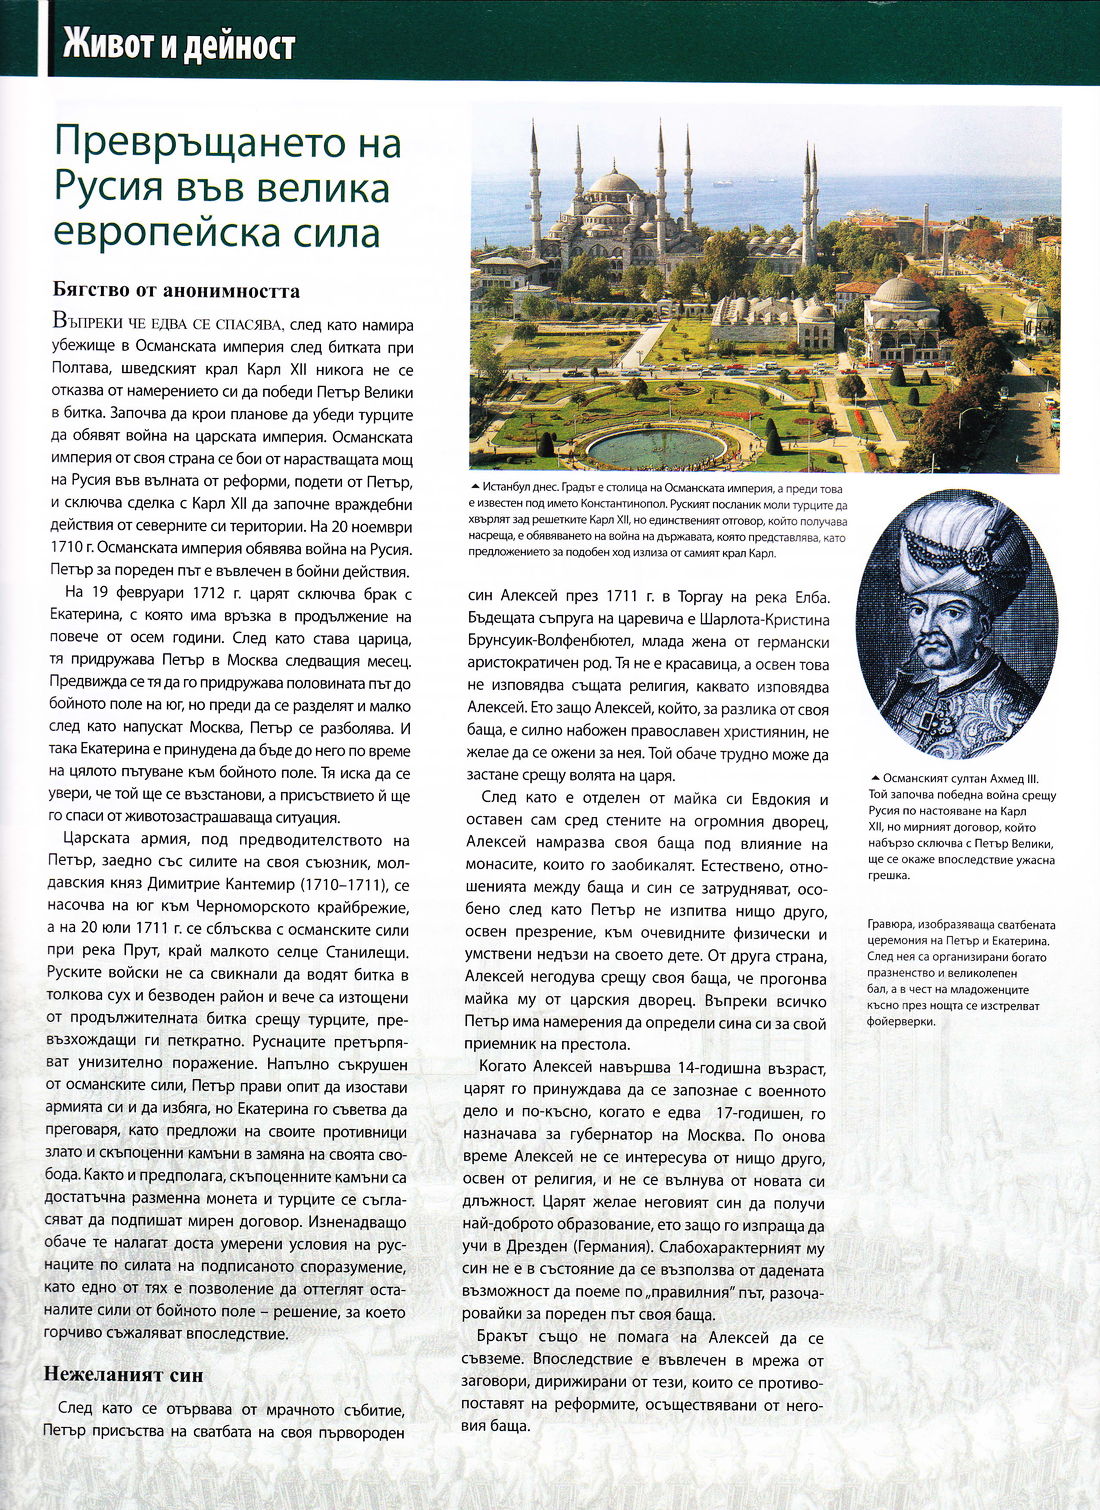 Живот и дейност
Превръщането на
Русия във велика
европейска сила
Бягство от анонимността
Въпреки че едва се спасява, след като намира
убежище в Османската империя след битката при
Полтава, шведският крал Карл XII никога не се
отказва от намерението си да победи Петър Велики
в битка. Започва да крои планове да убеди турците
да обявят война на царската империя. Османската
империя от своя страна се бои от нарастващата мощ
на Русия във вълната от реформи, подети от Петър,
и сключва сделка с Карл XII да започне враждебни
действия от северните си територии. На 20 ноември
1710 г. Османската империя обявява война на Русия.
Петър за пореден път е въвлечен в бойни действия.
На 19 февруари 1712 г. царят сключва брак с
Екатерина, с която има връзка в продължение на
повече от осем години. След като става царица,
тя придружава Петър в Москва следващия месец.
Предвижда се тя да го придружава половината път до
бойното поле на юг, но преди да се разделят и малко
след като напускат Москва, Петър се разболява. И
така Екатерина е принудена да бъде до него по време
на цялото пътуване към бойното поле. Тя иска да се
увери, че той ще се възстанови, а присъствието й ще
го спаси от животозастрашаваща ситуация.
Царската армия, под предводителството на
Петър, заедно със силите на своя съюзник, мол-
давския княз Димитрие Кантемир (1710–1711), се
насочва на юг към Черноморското крайбрежие,
а на 20 юли 1711 г. се сблъсква с османските сили
при река Прут, край малкото селце Станилещи.
Руските войски не са свикнали да водят битка в
толкова сух и безводен район и вече са изтощени
от продължителната битка срещу турците, пре-
възхождащи ги петкратно. Руснаците претърпя-
ват унизително поражение. Напълно съкрушен
от османските сили, Петър прави опит да изостави
армията си и да избяга, но Екатерина го съветва да
преговаря, като предложи на своите противници
злато и скъпоценни камъни в замяна на своята сво-
бода. Както и предполага, скъпоценните камъни са
достатъчна разменна монета и турците се съгла-
сяват да подпишат мирен договор. Изненадващо
обаче те налагат доста умерени условия на рус-
наците по силата на подписаното споразумение,
като едно от тях е позволение да оттеглят оста-
налите сили от бойното поле – решение, за което
горчиво съжаляват впоследствие.
Нежеланият син
След като се отървава от мрачното събитие,
Петър присъства на сватбата на своя първороден
Истанбул днес. Градът е столица на Османската империя, а преди това
е известен под името Константинопол. Руският посланик моли турците да
хвърлят зад решетките Карл XII, но единственият отговор, който получава
насреща, е обявяването на война на държавата, която представлява, като
предложението за подобен ход излиза от самият крал Карл.
син Алексей през 1711 г. в Торгау на река Елба.
Бъдещата съпруга на царевича е Шарлота-Кристина
Брунсуик-Волфенбютел, млада жена от германски
аристократичен род. Тя не е красавица, а освен това
не изповядва същата религия, каквато изповядва
Алексей. Ето защо Алексей, който, за разлика от своя
баща, е силно набожен православен християнин, не
желае да се ожени за нея. Той обаче трудно може да
застане срещу волята на царя.
След като е отделен от майка си Евдокия и
оставен сам сред стените на огромния дворец,
Алексей намразва своя баща под влияние на
монасите, които го заобикалят. Естествено, отно-
шенията между баща и син се затрудняват, осо-
бено след като Петър не изпитва нищо друго,
освен презрение, към очевидните физически и
умствени недъзи на своето дете. От друга страна,
Алексей негодува срещу своя баща, че прогонва
майка му от царския дворец. Въпреки всичко
Петър има намерения да определи сина си за свой
приемник на престола.
Когато Алексей навършва 14-годишна възраст,
царят го принуждава да се запознае с военното
дело и по-късно, когато е едва 17-годишен, го
назначава за губернатор на Москва. По онова
време Алексей не се интересува от нищо друго,
освен от религия, и не се вълнува от новата си
длъжност. Царят желае неговият син да получи
най-доброто образование, ето защо го изпраща да
учи в Дрезден (Германия). Слабохарактерният му
син не е в състояние да се възползва от дадената
възможност да поеме по „правилния” път, разоча-
ровайки за пореден път своя баща.
Бракът също не помага на Алексей да се
съвземе. Впоследствие е въвлечен в мрежа от
заговори, дирижирани от тези, които се противо-
поставят на реформите, осъществявани от него-
вия баща.
Османският султан Ахмед III.
Той започва победна война срещу
Русия по настояване на Карл
XII, но мирният договор, който
набързо сключва с Петър Велики,
ще се окаже впоследствие ужасна
грешка.
Гравюра, изобразяваща сватбената
церемония на Петър и Екатерина.
След нея са организирани богато
празненство и великолепен
бал, а в чест на младоженците
късно през нощта се изстрелват
фойерверки.